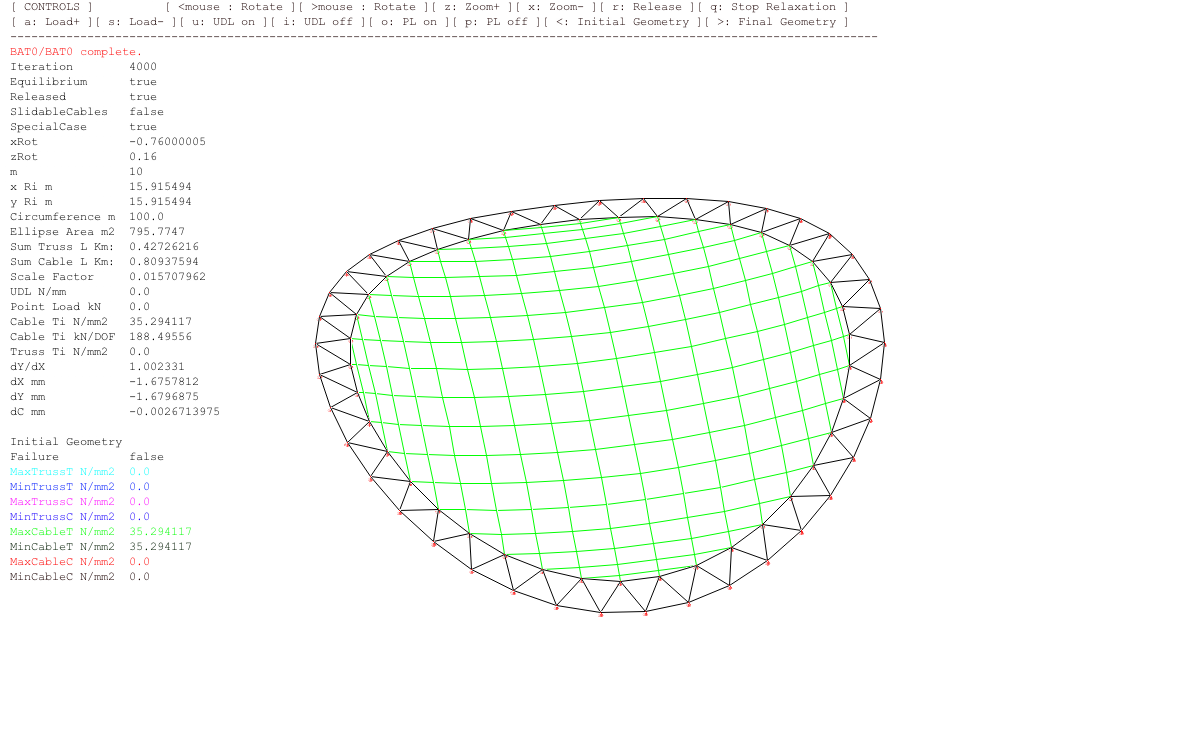 [ CONTROLS ] [ <mouse : Rotate ][ >mouse : Rotate ][ z: Zoom+ ][ x: Zoom- ][ r: Release ][ q: Stop Relaxation ]
[ a: Load+ ][ s: Load- ][ u: UDL on ][ i: UDL off ][ o: PL on ][ p: PL off ][ <: Initial Geometry ][ >: Final Geometry ]
BAT0/BAT0 complete.
Iteration 4000
Equilibrium true
Released true
SlidableCables false
SpecialCase true
xRot -0.76000005
zRot 0.16
m 10
x Ri m 15.915494
y Ri m 15.915494
Circumference m 100.0
Ellipse Area m2 795.7747
Sum Truss L Km: 0.42726216
Sum Cable L Km: 0.80937594
Scale Factor 0.015707962
UDL N/mm 0.0
Point Load kN 0.0
Cable Ti N/mm2 35.294117
Cable Ti kN/DOF 188.49556
Truss Ti N/mm2 0.0
dY/dX 1.002331
dX mm -1.6757812
dY mm -1.6796875
dC mm -0.0026713975
Initial Geometry
Failure false
MaxTrussT N/mm2 0.0
MinTrussT N/mm2 0.0
MaxTrussC N/mm2 0.0
MinTrussC N/mm2 0.0
MaxCableT N/mm2 35.294117
MinCableT N/mm2 35.294117
MaxCableC N/mm2 0.0
MinCableC N/mm2 0.0